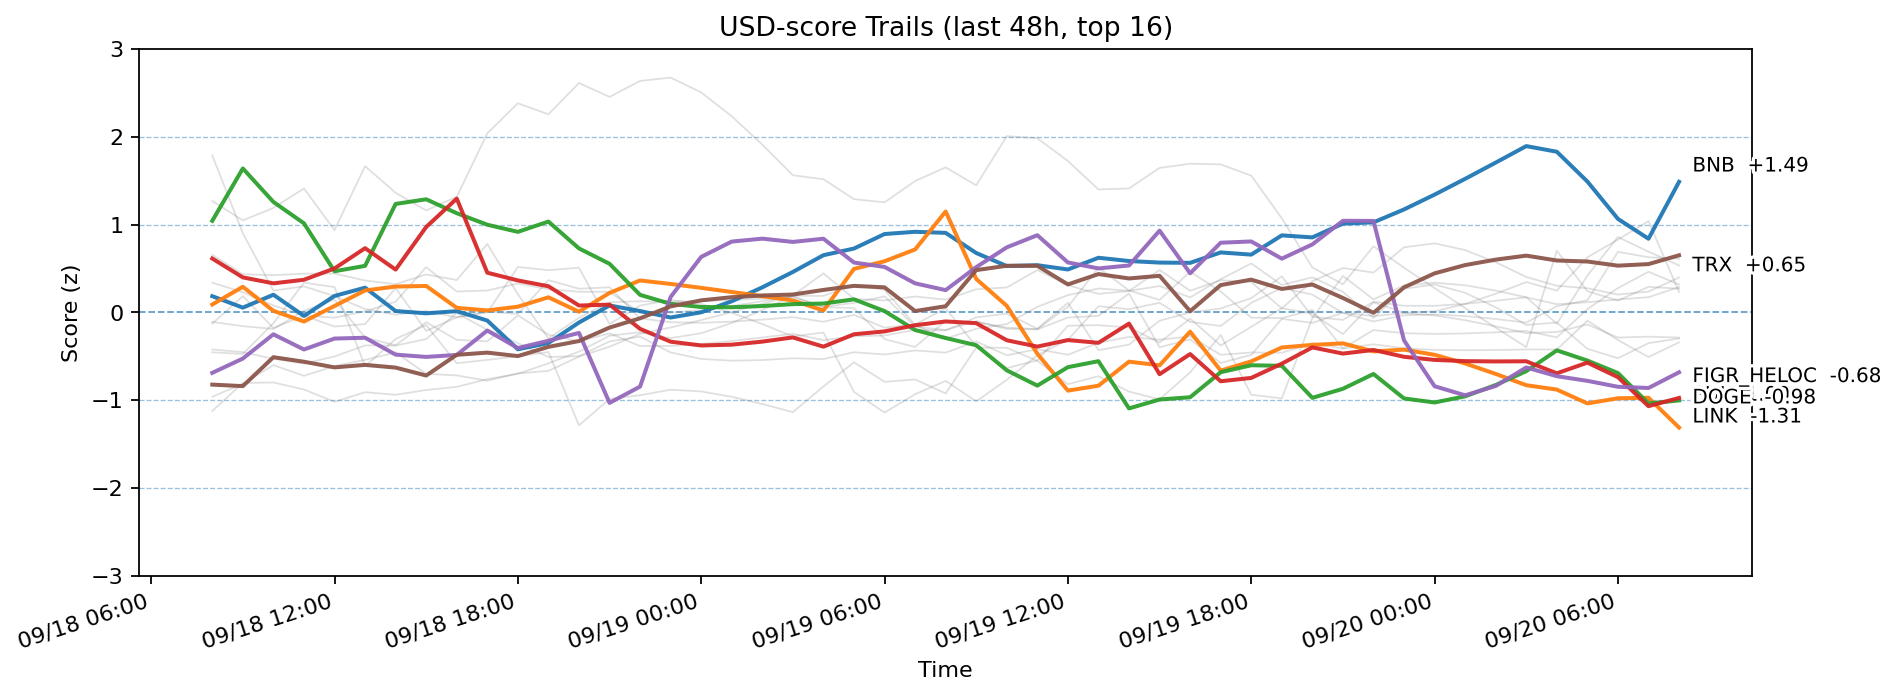 USD-score Trails (last 48h, top 16)
3
2
1
0
−1
−2
−3
Score (z)
BNB +1.49
TRX +0.65
FIGR_HELOC -0.68
DOGE -0.98
LINK -1.31
09/18 06:00
09/18 12:00
09/18 18:00
09/19 00:00
09/19 06:00
09/19 12:00
09/19 18:00
09/20 00:00
09/20 06:00
Time